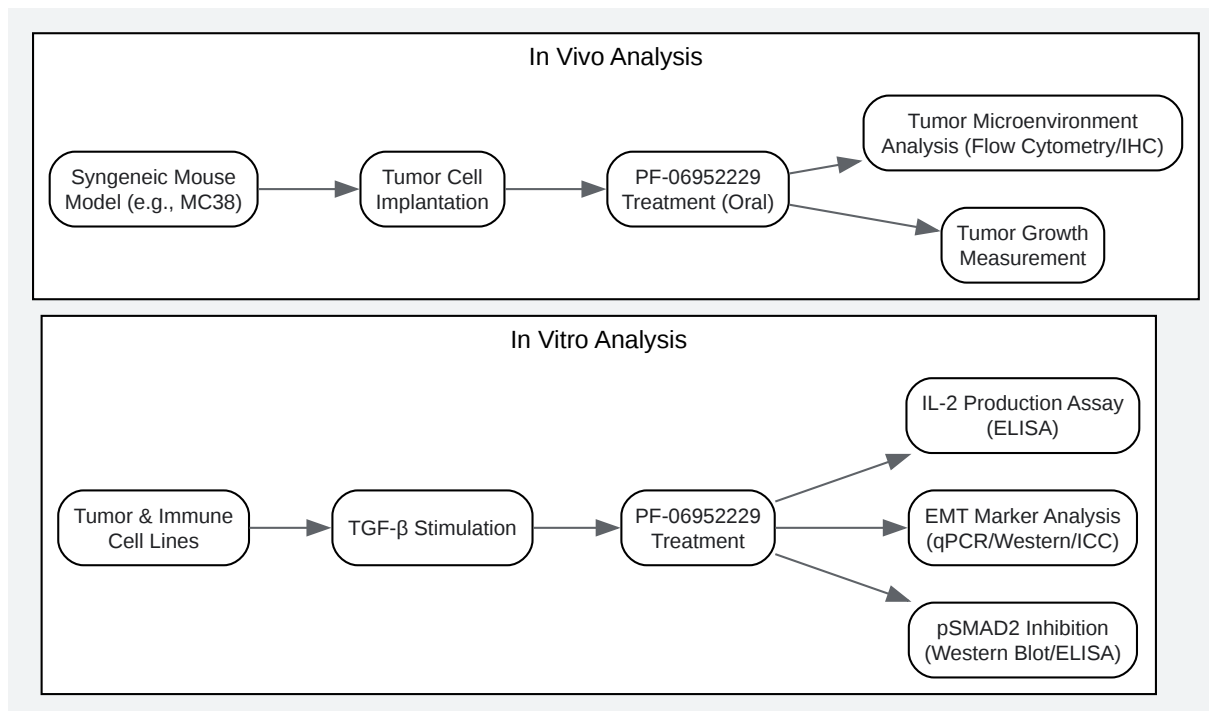 In Vivo Analysis
Syngeneic Mouse
Model (e.g., MC38)
Tumor Cell
Implantation
PF-06952229
Treatment (Oral)
Tumor Microenvironment
Analysis (Flow Cytometry/IHC)
Tumor Growth
Measurement
In Vitro Analysis
Tumor & Immune
Cell Lines
TGF-β Stimulation
PF-06952229
Treatment
IL-2 Production Assay
(ELISA)
EMT Marker Analysis
(qPCR/Western/ICC)
pSMAD2 Inhibition
(Western Blot/ELISA)